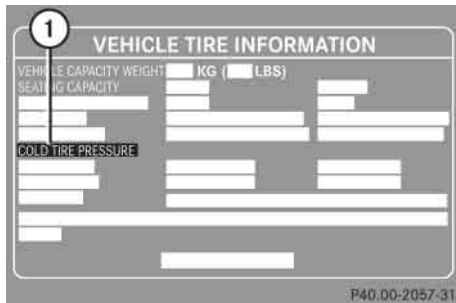 1
VEHICLE TIRE INFORMATION
VEHICLE CAPACITY WEIGHT KG ( LBS)
SEATING CAPACITY
COLD TIRE PRESSURE
P40.00-2057-31